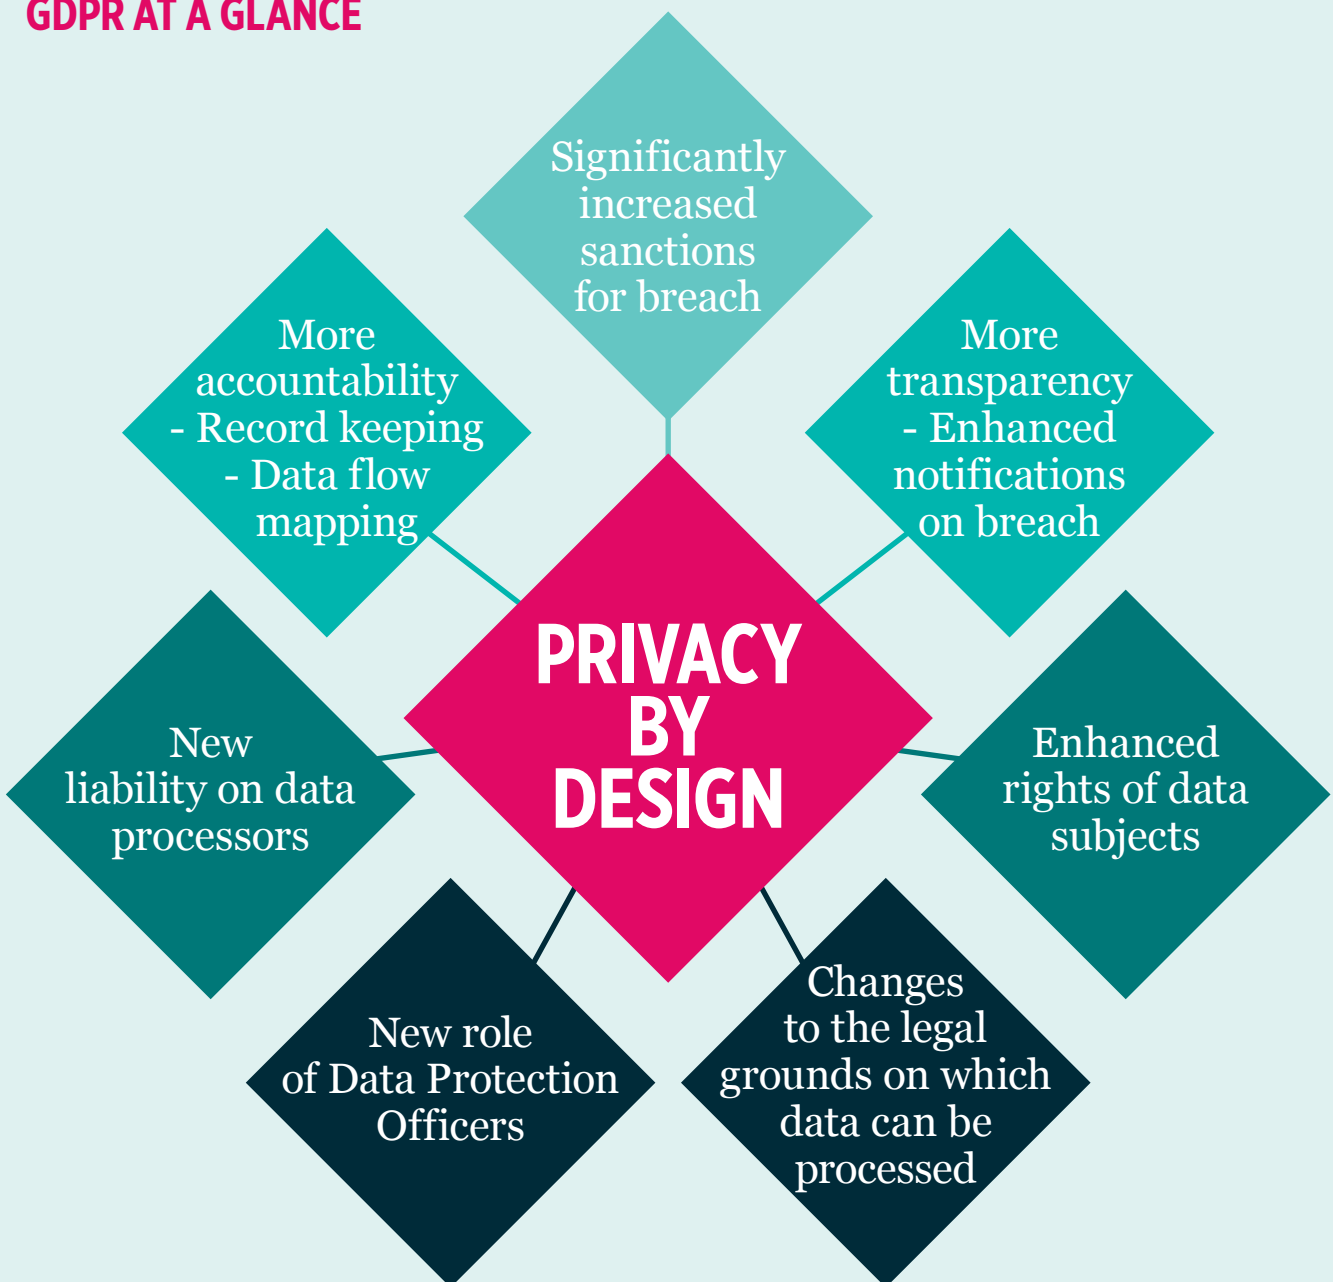 GDPR AT A GLANCE
Significantly
increased
sanctions
for breach
More
accountability
- Record keeping
- Data flow
mapping
More
transparency
- Enhanced
notifications
on breach
PRIVACY
BY
DESIGN
New
liability on data
processors
Enhanced
rights of data
subjects
New role
of Data Protection
Officers
Changes
to the legal
grounds on which
data can be
processed